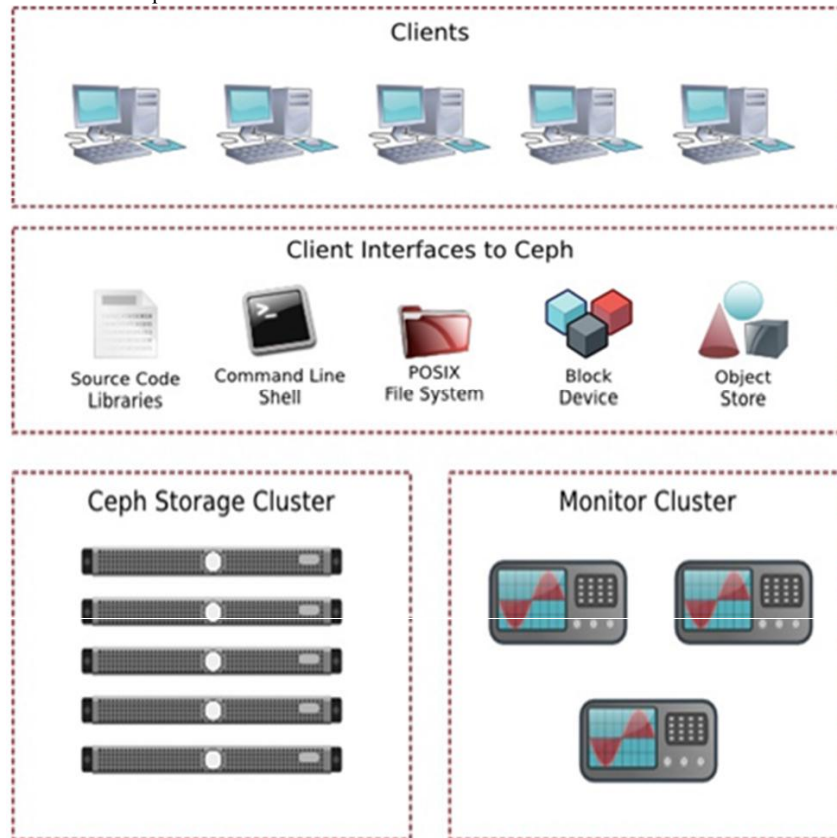 Clients
Client Interfaces to Ceph
Source Code
Libraries
Command Line
Shell
POSIX
File System
Block
Device
Object
Store
Ceph Storage Cluster
Monitor Cluster